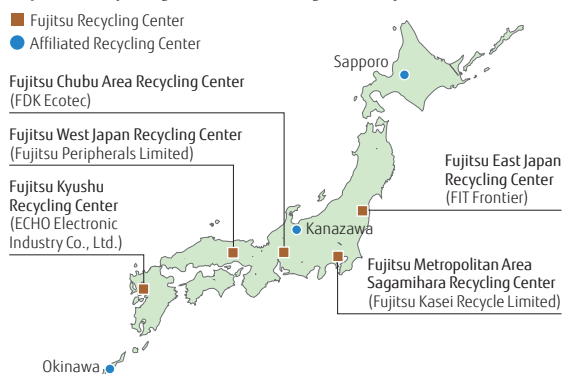 Fujitsu Recycling Center
Affiliated Recycling Center
Sapporo
Fujitsu Chubu Area Recycling Center
(FDK Ecotec)
Fujitsu West Japan Recycling Center
(Fujitsu Peripherals Limited)
Fujitsu Kyushu
Recycling Center
(ECHO Electronic
Industry Co., Ltd.)
Fujitsu East Japan
Recycling Center
(FIT Frontier)
Kanazawa
Fujitsu Metropolitan Area
Sagamihara Recycling Center
(Fujitsu Kasei Recycle Limited)
Okinawa